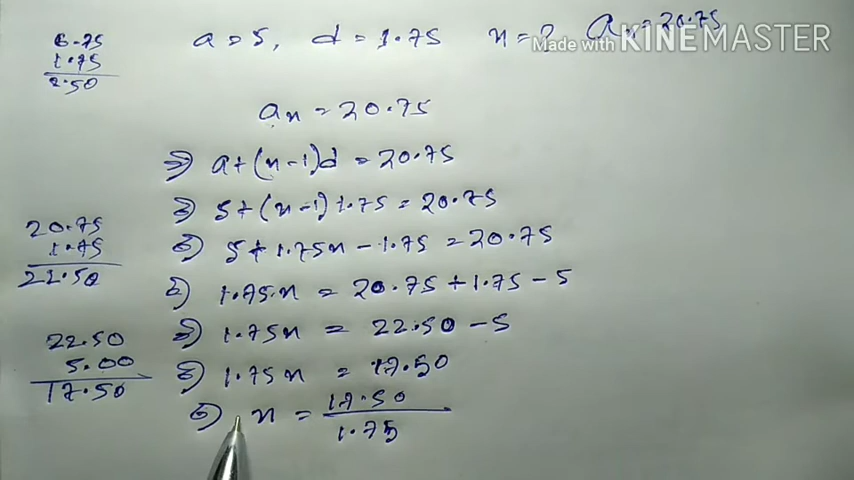 a = 5, d = 1.75 n = ? an = 20.75
Made with KINEMASTER
6.75
1.75
2.50
an = 20.75
⇒ a+(n-1)d = 20.75
⇒ 5+(n-1)1.75 = 20.75
⇒ 5+1.75n - 1.75 = 20.75
⇒ 1.75.n = 20.75+1.75 - 5
⇒ 1.75n = 22.50 - 5
⇒ 1.75n = 17.50
⇒ n = 17.50
1.75
20.75
1.75
22.50
22.50
5.00
17.50